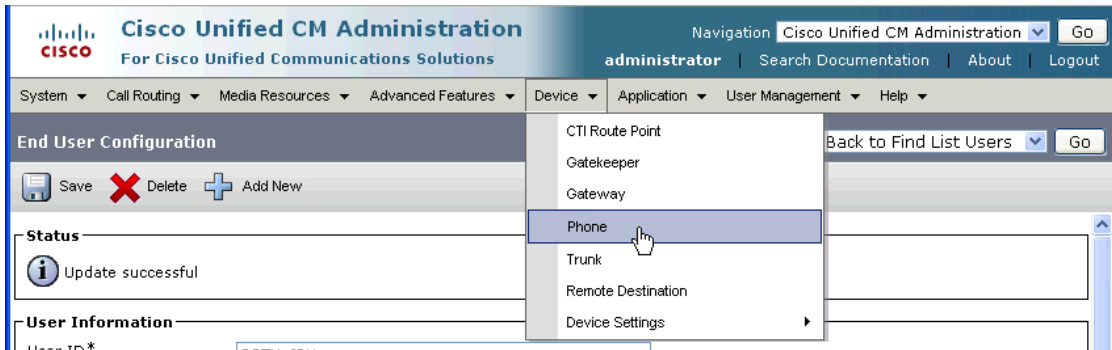 Cisco Unified CM Administration
Navigation Cisco Unified CM Administration Go
CISCO
For Cisco Unified Communications Solutions
administrator | Search Documentation | About | Logout
System Call Routing Media Resources Advanced Features Device Application User Management Help
CTI Route Point
End User Configuration
Back to Find List Users Go
Gatekeeper
Save Delete Add New
Gateway
Phone
Status
Trunk
Update successful
Remote Destination
User Information
Device Settings
User ID*